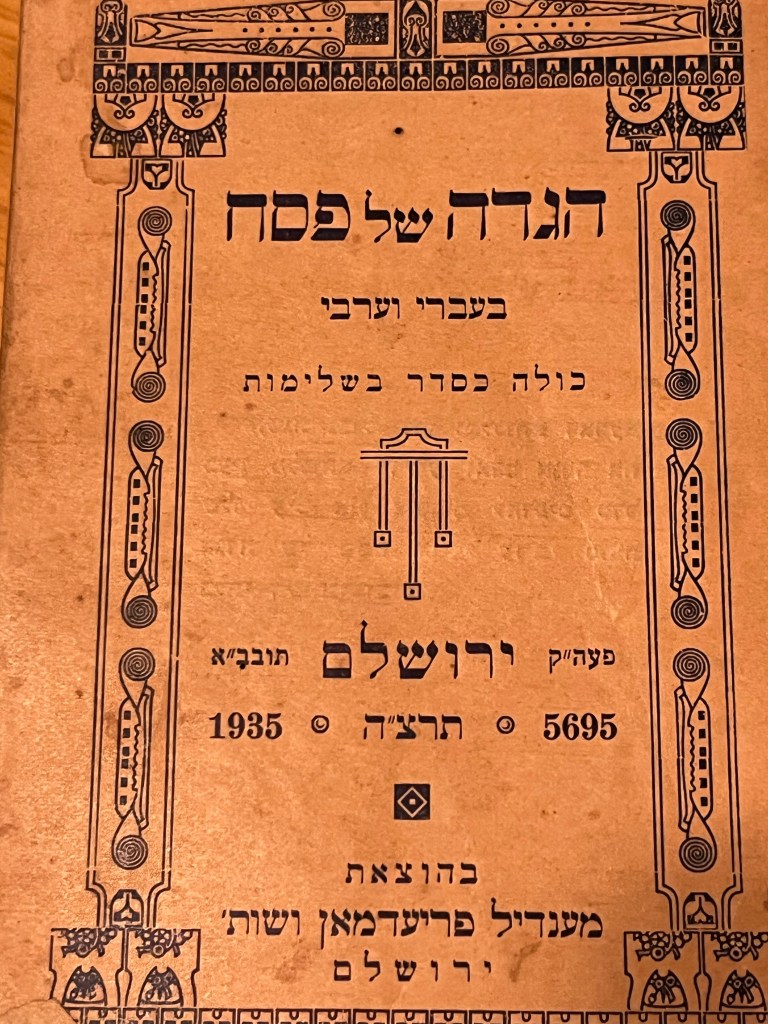 הגדה של פסח
בעברי וערבי
כולה כסדר בשלימות
פעה״ק ירושלם תובב״א
5695 תרצ״ה 1935
בהוצאת
מענדיל פריעדמאן ושות׳
ירושלם